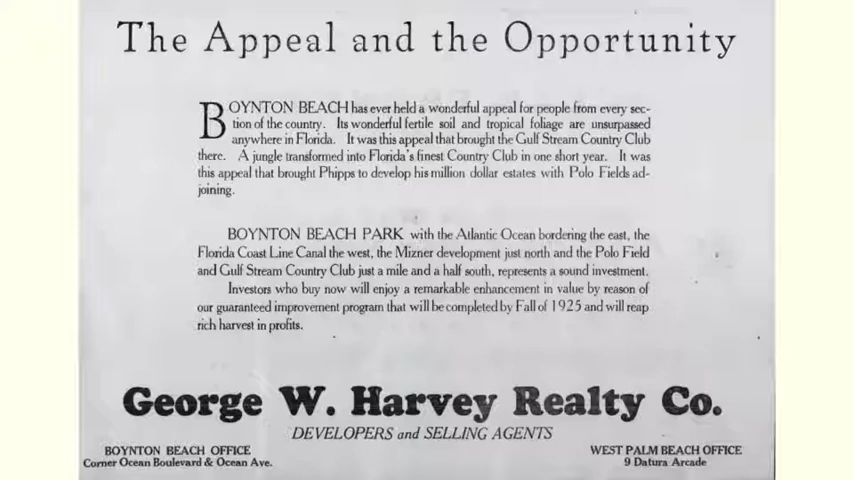 The Appeal and the Opportunity
BOYNTON BEACH has ever held a wonderful appeal for people from every sec-
tion of the country. Its wonderful fertile soil and tropical foliage are unsurpassed
anywhere in Florida. It was this appeal that brought the Gulf Stream Country Club
there. A jungle transformed into Florida's finest Country Club in one short year. It was
this appeal that brought Phipps to develop his million dollar estates with Polo Fields ad-
joining.
BOYNTON BEACH PARK with the Atlantic Ocean bordering the east, the
Florida Coast Line Canal the west, the Mizner development just north and the Polo Field
and Gulf Stream Country Club just a mile and a half south, represents a sound investment.
Investors who buy now will enjoy a remarkable enhancement in value by reason of
our guaranteed improvement program that will be completed by Fall of 1925 and will reap
rich harvest in profits.
George W. Harvey Realty Co.
DEVELOPERS and SELLING AGENTS
BOYNTON BEACH OFFICE
Corner Ocean Boulevard & Ocean Ave.
WEST PALM BEACH OFFICE
9 Datura Arcade